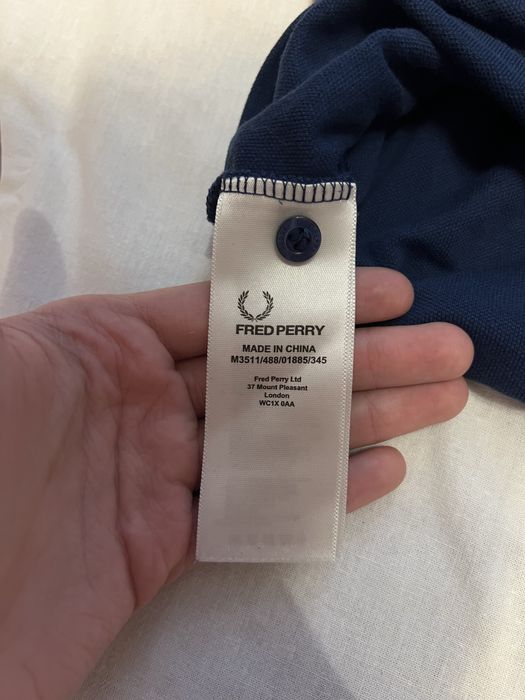 FRED PERRY
MADE IN CHINA
M3511/488/01885/345
Fred Perry Ltd
37 Mount Pleasant
London
WC1X 0AA